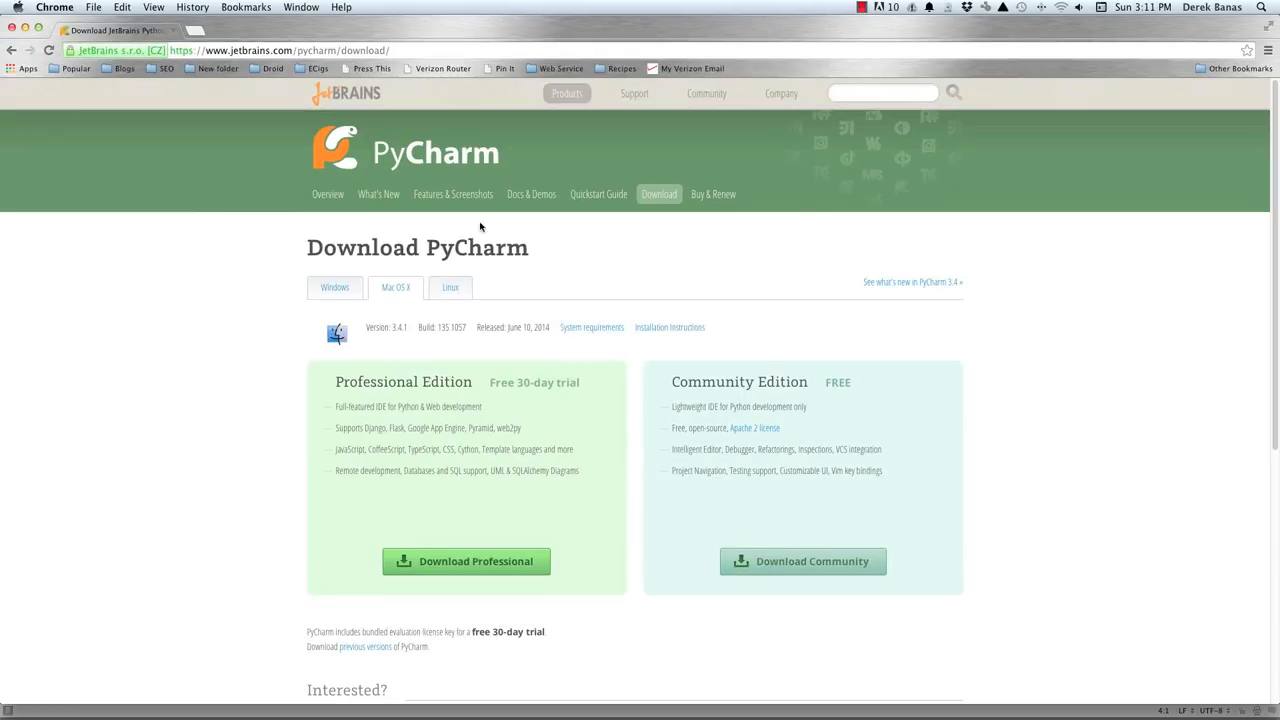 Chrome File Edit View History Bookmarks Window Help 10 Sun 3:11 PM Derek Banas
Download JetBrains Pytho
JetBrains s.r.o. [CZ] https://www.jetbrains.com/pycharm/download/
Apps Popular Blogs SEO New folder Droid ECigs Press This Verizon Router Pin It Web Service Recipes My Verizon Email Other Bookmarks
JetBRAINS Products Support Community Company
PyCharm
Overview What's New Features & Screenshots Docs & Demos Quickstart Guide Download Buy & Renew
Download PyCharm
Windows Mac OS X Linux See what's new in PyCharm 3.4 »
Version: 3.4.1 Build: 135.1057 Released: June 10, 2014 System requirements Installation Instructions
Professional Edition Free 30-day trial
Full-featured IDE for Python & Web development
Supports Django, Flask, Google App Engine, Pyramid, web2py
JavaScript, CoffeeScript, TypeScript, CSS, Cython, Template languages and more
Remote development, Databases and SQL support, UML & SQLAlchemy Diagrams
Download Professional
Community Edition FREE
Lightweight IDE for Python development only
Free, open-source, Apache 2 license
Intelligent Editor, Debugger, Refactorings, Inspections, VCS integration
Project Navigation, Testing support, Customizable UI, Vim key bindings
Download Community
PyCharm includes bundled evaluation license key for a free 30-day trial.
Download previous versions of PyCharm.
Interested?
4:1 LF UTF-8